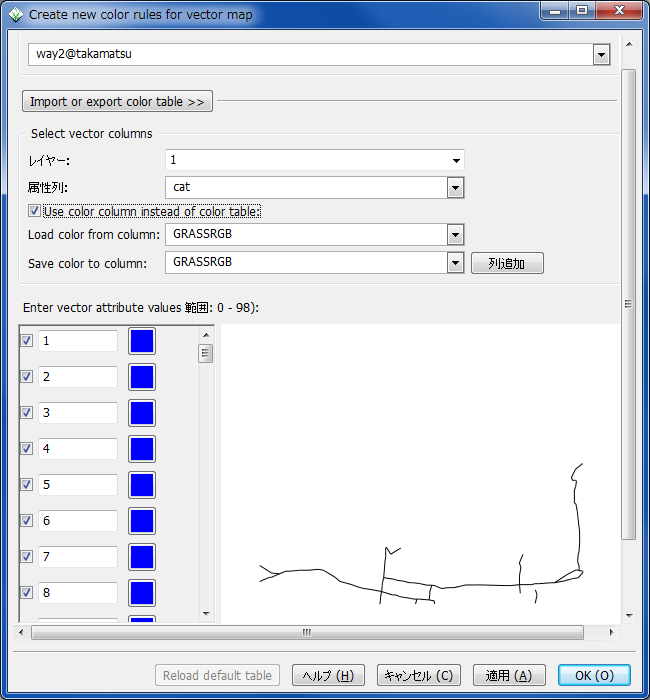 Create new color rules for vector map
way2@takamatsu
Import or export color table >>
Select vector columns
レイヤー:
1
属性列:
cat
Use color column instead of color table:
Load color from column:
GRASSRGB
Save color to column:
GRASSRGB
列追加
Enter vector attribute values 範囲: 0 - 98):
1
2
3
4
5
6
7
8
Reload default table
ヘルプ (H)
キャンセル (C)
適用 (A)
OK (O)